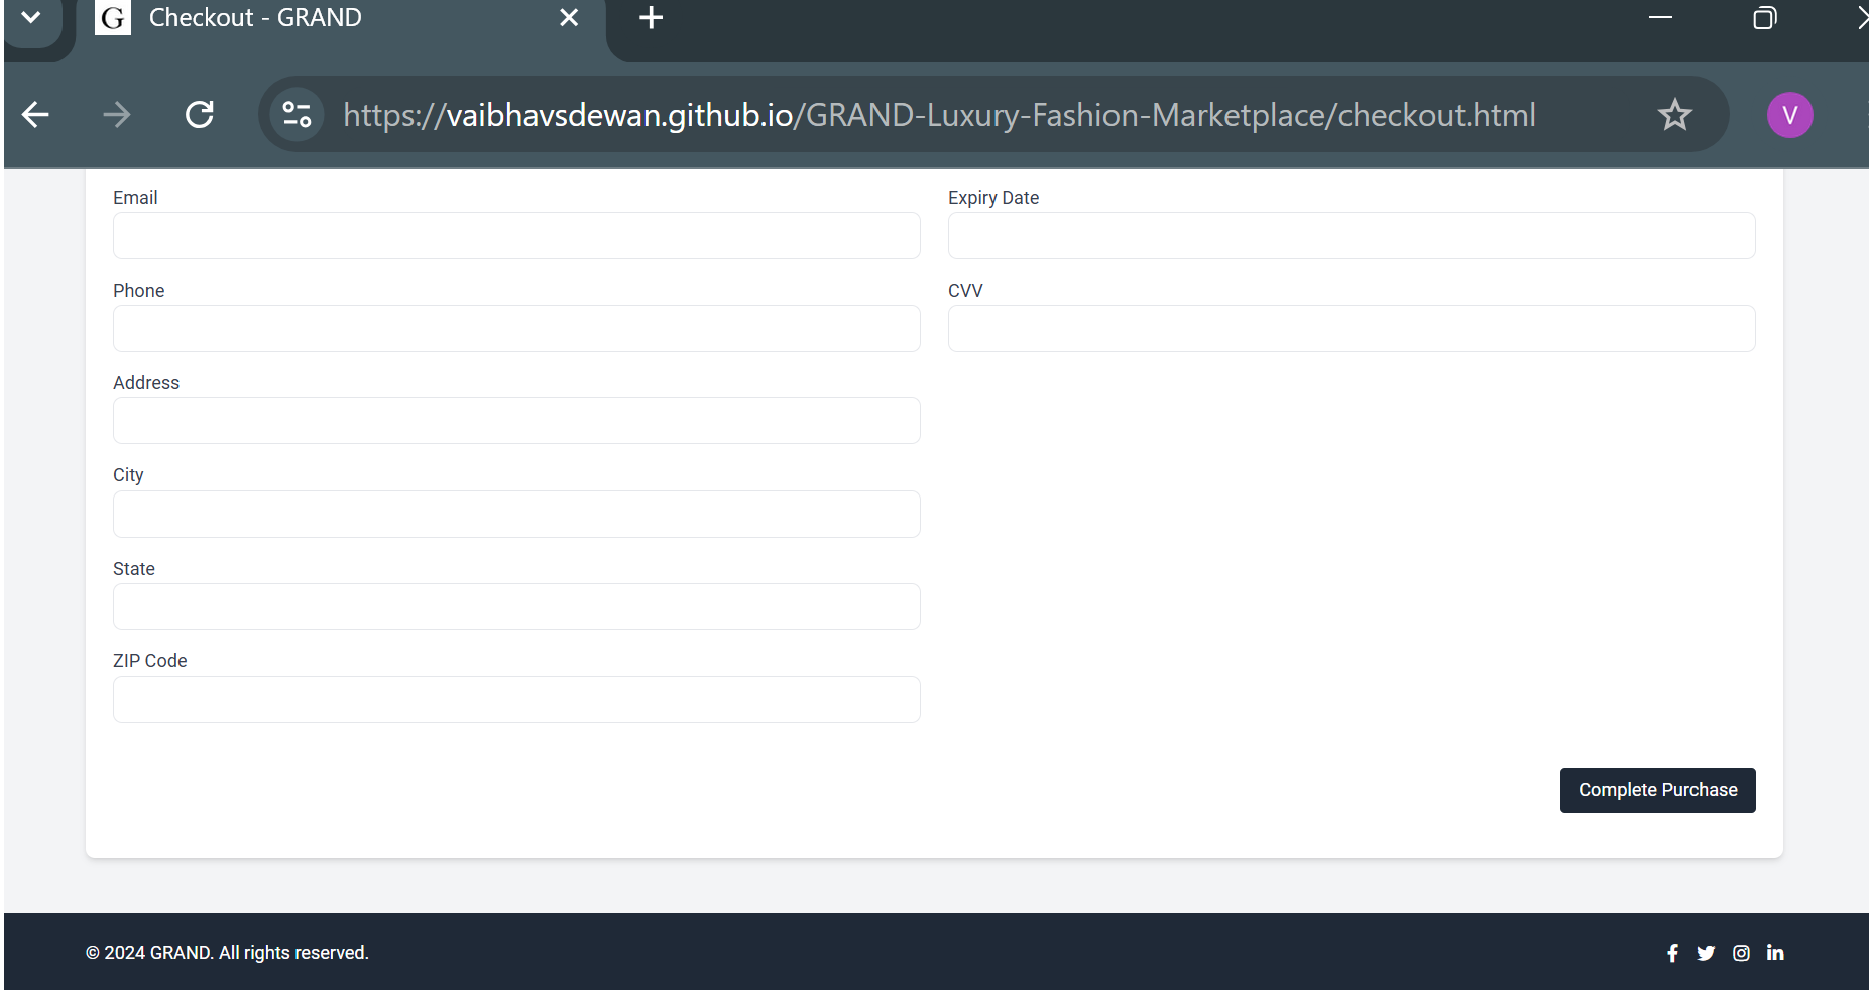 G Checkout - GRAND
https://vaibhavsdewan.github.io/GRAND-Luxury-Fashion-Marketplace/checkout.html
V
Email
Expiry Date
Phone
CVV
Address
City
State
ZIP Code
Complete Purchase
© 2024 GRAND. All rights reserved.